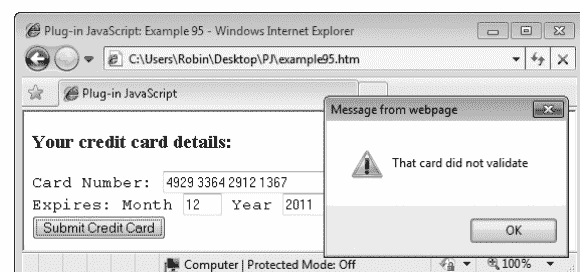 Plug-in JavaScript: Example 95 - Windows Internet Explorer
C:\Users\Robin\Desktop\PJ\example95.htm
Plug-in JavaScript
Message from webpage
Your credit card details:
That card did not validate
Card Number: 4929 3364 2912 1367
Expires: Month 12 Year 2011
Submit Credit Card
OK
Computer | Protected Mode: Off
100%